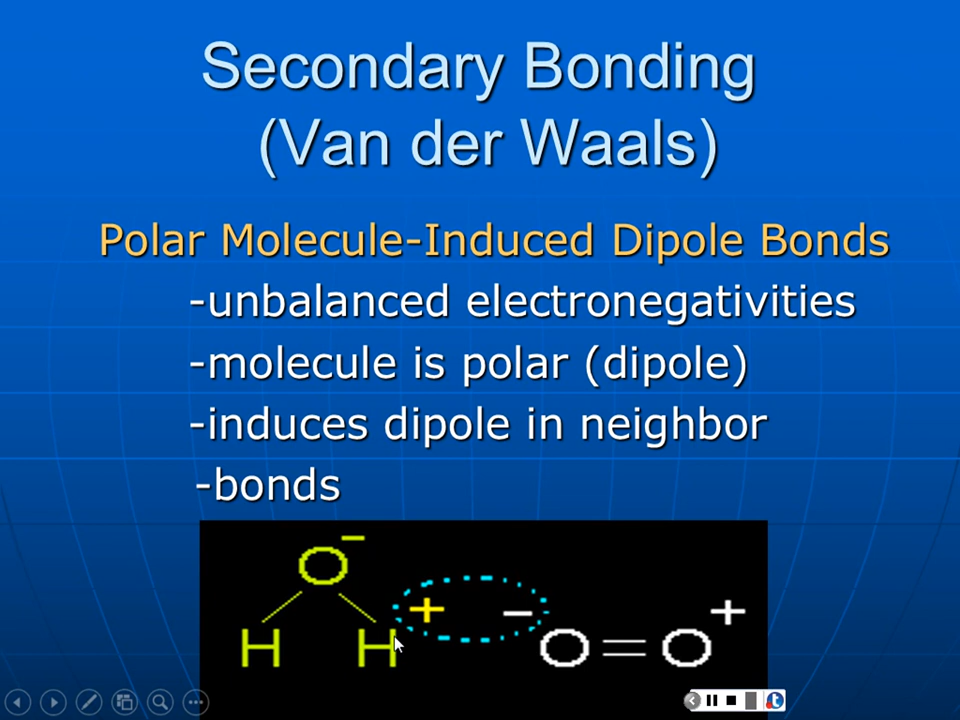 Secondary Bonding
(Van der Waals)
Polar Molecule-Induced Dipole Bonds
-unbalanced electronegativities
-molecule is polar (dipole)
-induces dipole in neighbor
-bonds
O −
H H + − O = O +